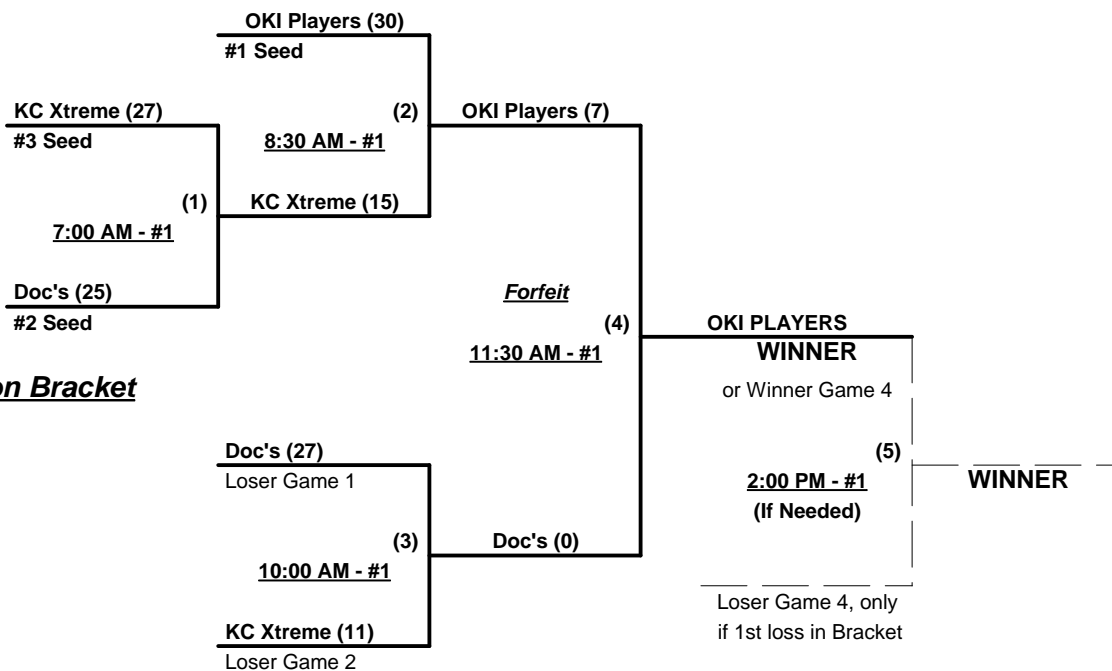 OKI Players (30)
#1 Seed
KC Xtreme (27)
#3 Seed
(2)
OKI Players (7)
8:30 AM - #1
(1)
KC Xtreme (15)
7:00 AM - #1
Doc's (25)
#2 Seed
Forfeit
(4)
OKI PLAYERS
11:30 AM - #1
WINNER
or Winner Game 4
Bracket
Doc's (27)
Loser Game 1
(5)
2:00 PM - #1
WINNER
(If Needed)
(3)
Doc's (0)
10:00 AM - #1
Loser Game 4, only
if 1st loss in Bracket
KC Xtreme (11)
Loser Game 2